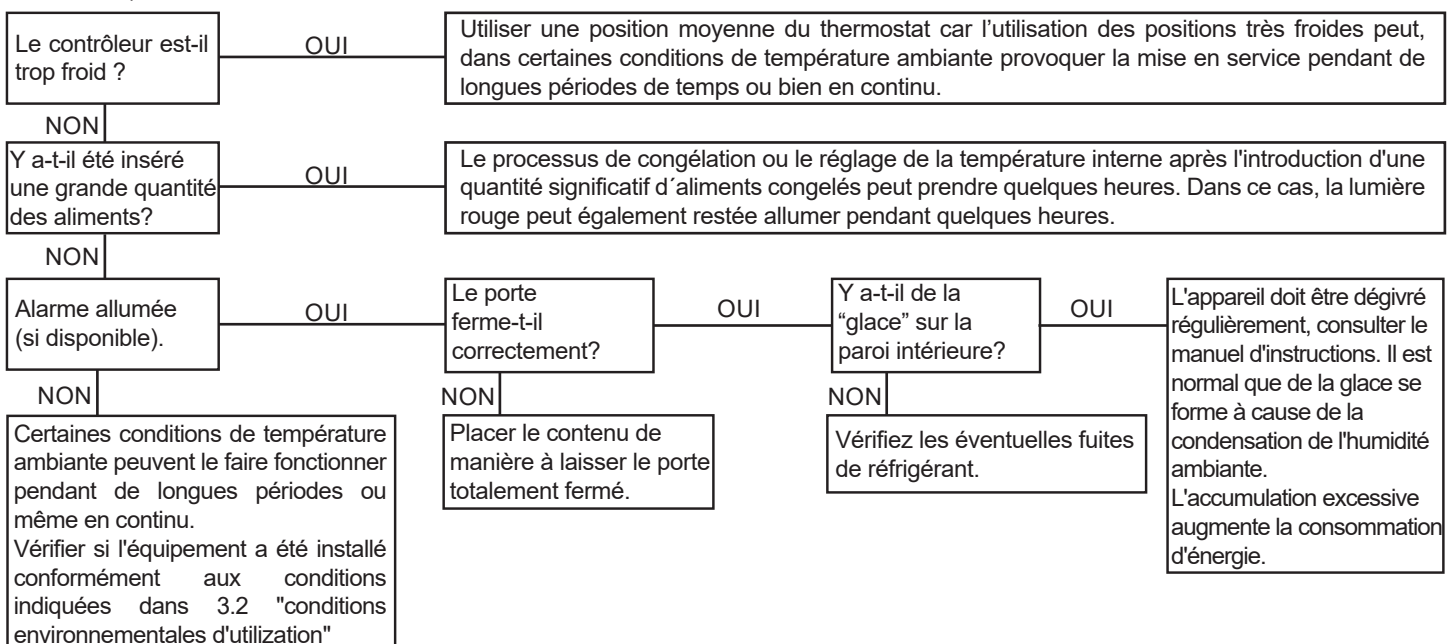 Le contrôleur est-il
trop froid ?
OUI
Utiliser une position moyenne du thermostat car l’utilisation des positions très froides peut,
dans certaines conditions de température ambiante provoquer la mise en service pendant de
longues périodes de temps ou bien en continu.
NON
Y a-t-il été inséré
une grande quantité
des aliments?
OUI
Le processus de congélation ou le réglage de la température interne après l'introduction d'une
quantité significatif d´aliments congelés peut prendre quelques heures. Dans ce cas, la lumière
rouge peut également restée allumer pendant quelques heures.
NON
Alarme allumée
(si disponible).
OUI
Le porte
ferme-t-il
correctement?
OUI
Y a-t-il de la
“glace” sur la
paroi intérieure?
OUI
L'appareil doit être dégivré
régulièrement, consulter le
manuel d'instructions. Il est
normal que de la glace se
forme à cause de la
condensation de l'humidité
ambiante.
L'accumulation excessive
augmente la consommation
d'énergie.
NON
Certaines conditions de température
ambiante peuvent le faire fonctionner
pendant de longues périodes ou
même en continu.
Vérifier si l'équipement a été installé
conformément aux conditions
indiquées dans 3.2 "conditions
environnementales d'utilization"
NON
Placer le contenu de
manière à laisser le porte
totalement fermé.
NON
Vérifiez les éventuelles fuites
de réfrigérant.